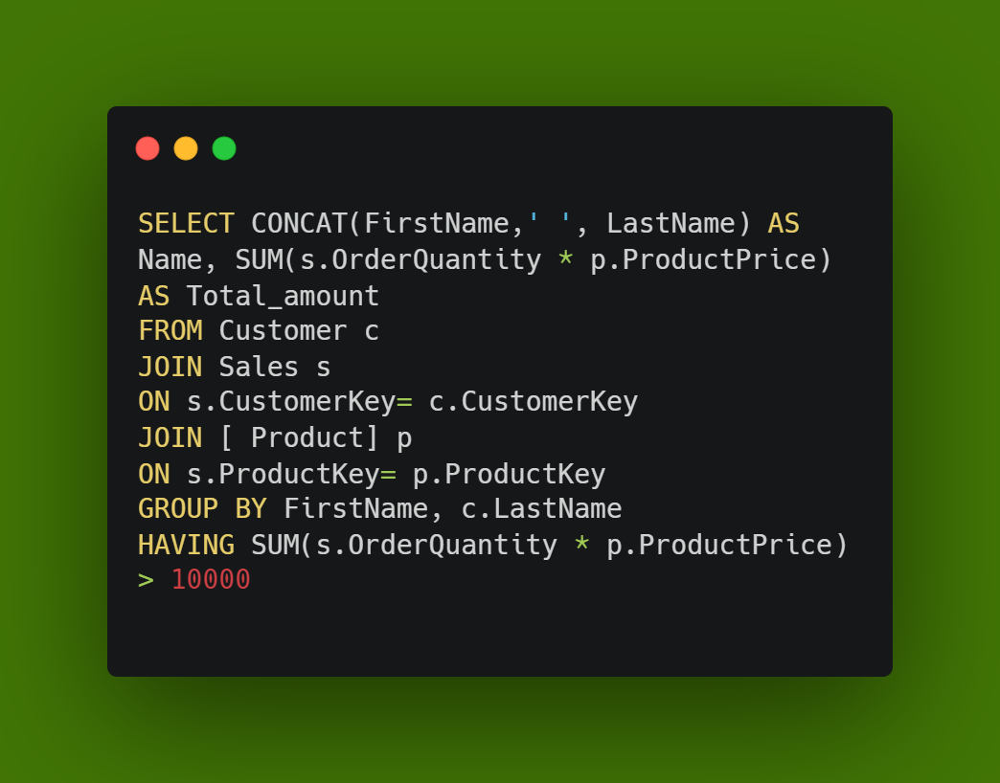 SELECT CONCAT(FirstName,' ', LastName) AS
Name, SUM(s.OrderQuantity * p.ProductPrice)
AS Total_amount
FROM Customer c
JOIN Sales s
ON s.CustomerKey= c.CustomerKey
JOIN [ Product] p
ON s.ProductKey= p.ProductKey
GROUP BY FirstName, c.LastName
HAVING SUM(s.OrderQuantity * p.ProductPrice)
> 10000